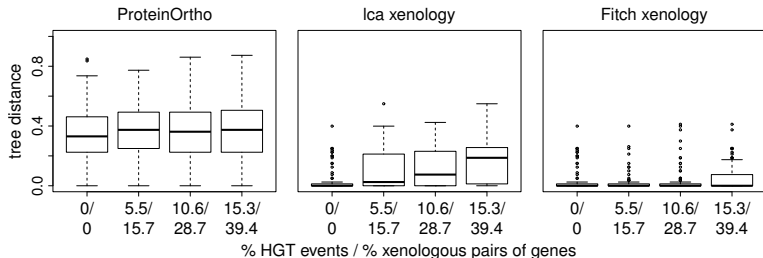 ProteinOrtho
lca xenology
Fitch xenology
tree distance
0.8
0.4
0.0
0/ 5.5/ 10.6/ 15.3/ 0/ 5.5/ 10.6/ 15.3/ 0/ 5.5/ 10.6/ 15.3/
0 15.7 28.7 39.4 0 15.7 28.7 39.4 0 15.7 28.7 39.4
% HGT events / % xenologous pairs of genes